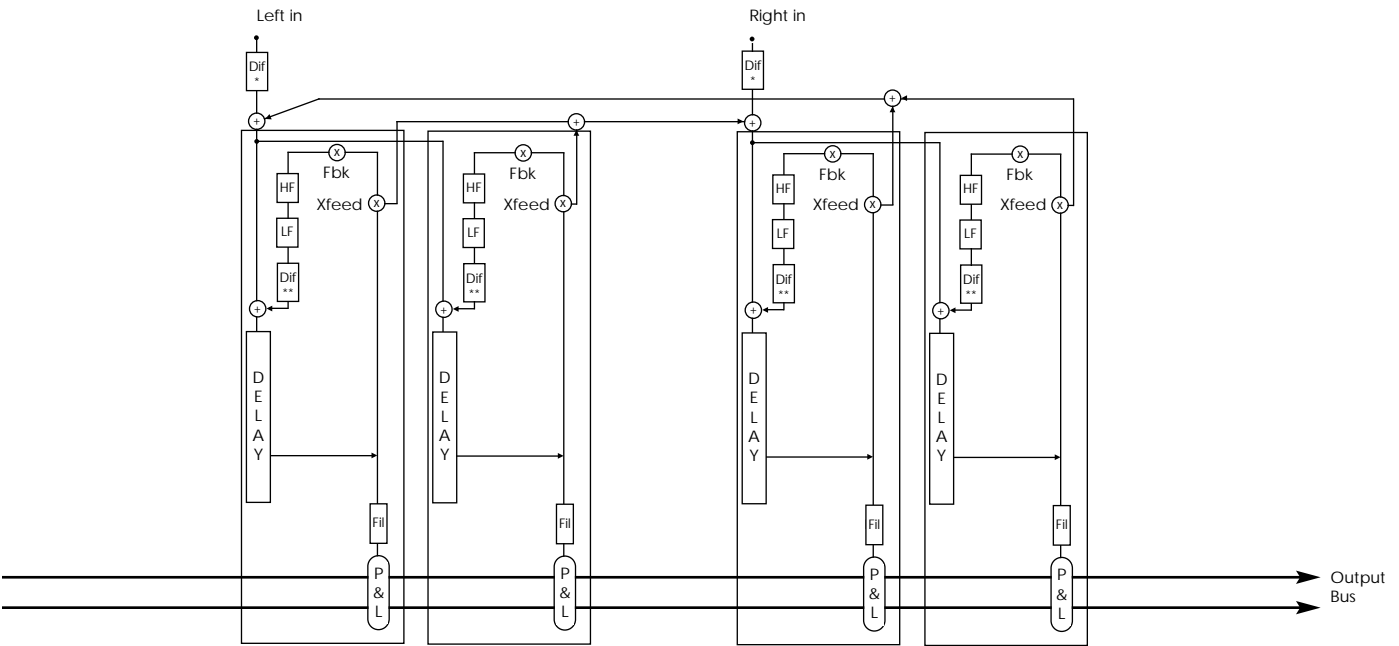 Left in
Right in
Dif
*
Dif
*
+
+
+
+
x
Fbk
HF
Xfeed
x
LF
Dif
**
+
D
E
L
A
Y
Fil
P
&
L
x
Fbk
HF
Xfeed
x
LF
Dif
**
+
D
E
L
A
Y
Fil
P
&
L
x
Fbk
HF
Xfeed
x
LF
Dif
**
+
D
E
L
A
Y
Fil
P
&
L
x
Fbk
HF
Xfeed
x
LF
Dif
**
+
D
E
L
A
Y
Fil
P
&
L
Output
Bus